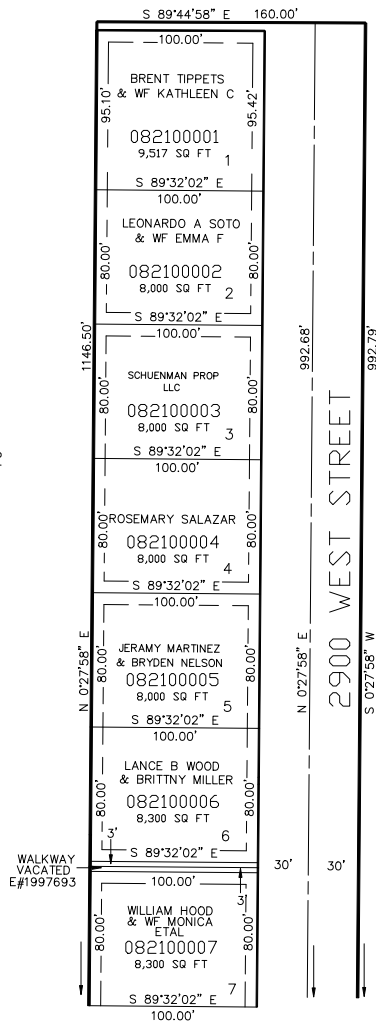 S 89°44'58" E 160.00'
100.00'
95.10'
BRENT TIPPETS
& WF KATHLEEN C
95.42'
082100001
9,517 SQ FT
1
S 89°32'02" E
100.00'
80.00'
LEONARDO A SOTO
& WF EMMA F
80.00'
082100002
8,000 SQ FT
2
S 89°32'02" E
100.00'
1146.50'
992.68'
992.79'
80.00'
SCHUENMAN PROP
LLC
80.00'
082100003
8,000 SQ FT
3
S 89°32'02" E
100.00'
80.00'
ROSEMARY SALAZAR
80.00'
082100004
8,000 SQ FT
4
S 89°32'02" E
100.00'
2900 WEST STREET
N 0°27'58" E
N 0°27'58" E
S 0°27'58" W
80.00'
JERAMY MARTINEZ
& BRYDEN NELSON
80.00'
082100005
8,000 SQ FT
5
S 89°32'02" E
100.00'
80.00'
LANCE B WOOD
& BRITTNY MILLER
80.00'
082100006
8,300 SQ FT
6
3'
S 89°32'02" E
WALKWAY
VACATED
E#1997693
30'
30'
100.00'
3'
80.00'
WILLIAM HOOD
& WF MONICA
ETAL
80.00'
082100007
8,300 SQ FT
7
S 89°32'02" E
100.00'